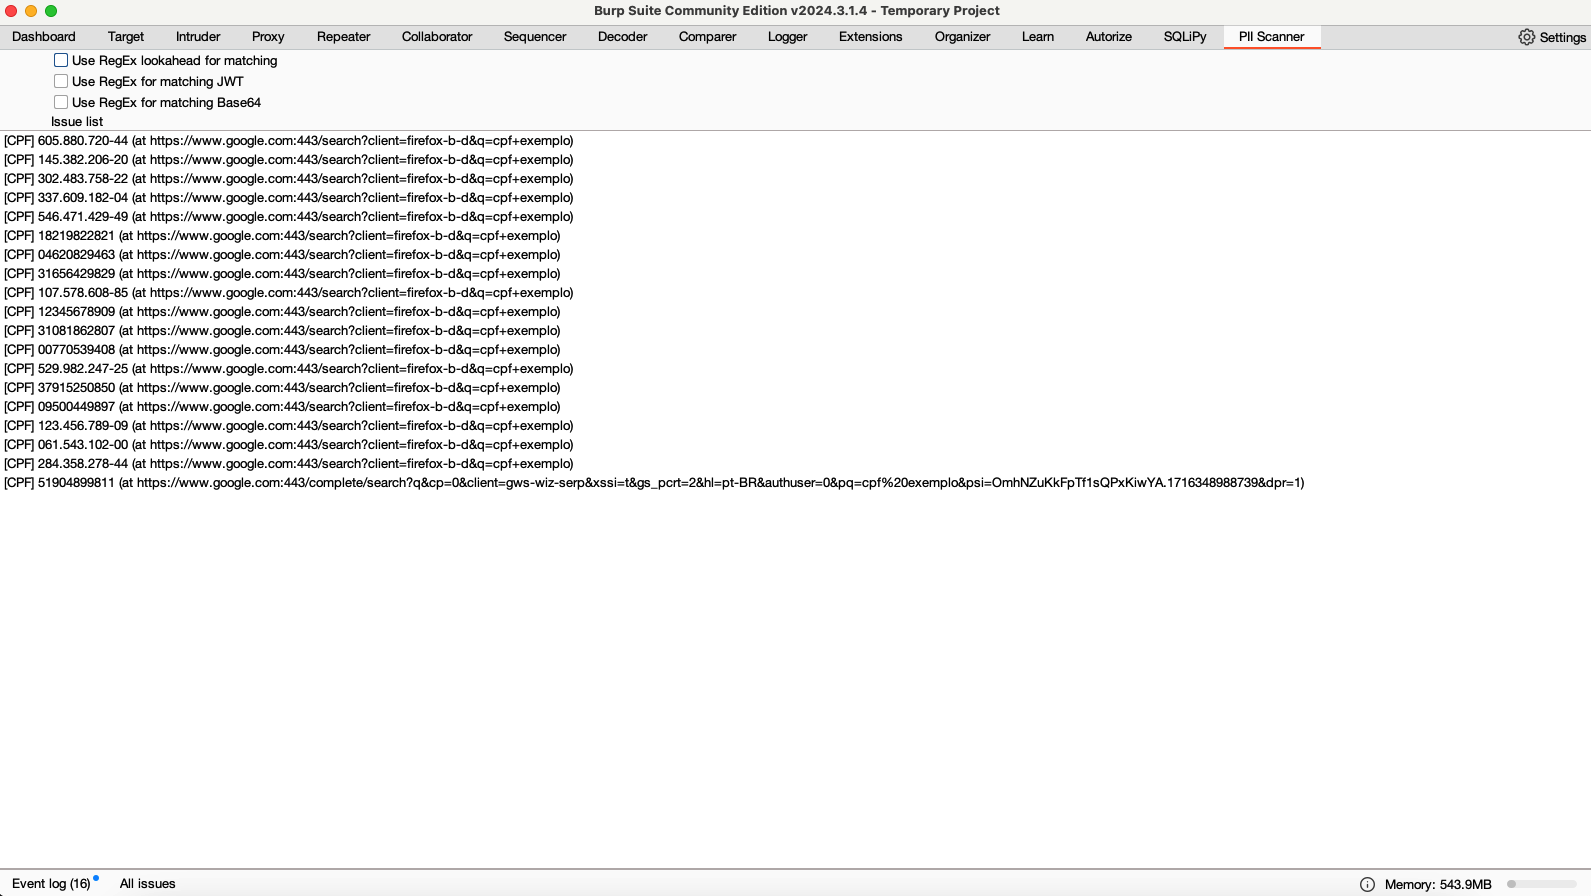 Burp Suite Community Edition v2024.3.1.4 - Temporary Project
Dashboard Target Intruder Proxy Repeater Collaborator Sequencer Decoder Comparer Logger Extensions Organizer Learn Autorize SQLiPy PII Scanner Settings
Use RegEx lookahead for matching
Use RegEx for matching JWT
Use RegEx for matching Base64
Issue list
[CPF] 605.880.720-44 (at https://www.google.com:443/search?client=firefox-b-d&q=cpf+exemplo)
[CPF] 145.382.206-20 (at https://www.google.com:443/search?client=firefox-b-d&q=cpf+exemplo)
[CPF] 302.483.758-22 (at https://www.google.com:443/search?client=firefox-b-d&q=cpf+exemplo)
[CPF] 337.609.182-04 (at https://www.google.com:443/search?client=firefox-b-d&q=cpf+exemplo)
[CPF] 546.471.429-49 (at https://www.google.com:443/search?client=firefox-b-d&q=cpf+exemplo)
[CPF] 18219822821 (at https://www.google.com:443/search?client=firefox-b-d&q=cpf+exemplo)
[CPF] 04620829463 (at https://www.google.com:443/search?client=firefox-b-d&q=cpf+exemplo)
[CPF] 31656429829 (at https://www.google.com:443/search?client=firefox-b-d&q=cpf+exemplo)
[CPF] 107.578.608-85 (at https://www.google.com:443/search?client=firefox-b-d&q=cpf+exemplo)
[CPF] 12345678909 (at https://www.google.com:443/search?client=firefox-b-d&q=cpf+exemplo)
[CPF] 31081862807 (at https://www.google.com:443/search?client=firefox-b-d&q=cpf+exemplo)
[CPF] 00770539408 (at https://www.google.com:443/search?client=firefox-b-d&q=cpf+exemplo)
[CPF] 529.982.247-25 (at https://www.google.com:443/search?client=firefox-b-d&q=cpf+exemplo)
[CPF] 37915250850 (at https://www.google.com:443/search?client=firefox-b-d&q=cpf+exemplo)
[CPF] 09500449897 (at https://www.google.com:443/search?client=firefox-b-d&q=cpf+exemplo)
[CPF] 123.456.789-09 (at https://www.google.com:443/search?client=firefox-b-d&q=cpf+exemplo)
[CPF] 061.543.102-00 (at https://www.google.com:443/search?client=firefox-b-d&q=cpf+exemplo)
[CPF] 284.358.278-44 (at https://www.google.com:443/search?client=firefox-b-d&q=cpf+exemplo)
[CPF] 51904899811 (at https://www.google.com:443/complete/search?q&cp=0&client=gws-wiz-serp&xssi=t&gs_pcrt=2&hl=pt-BR&authuser=0&pq=cpf%20exemplo&psi=OmhNZuKkFpTf1sQPxKiwYA.1716348988739&dpr=1)
Event log (16) All issues Memory: 543.9MB